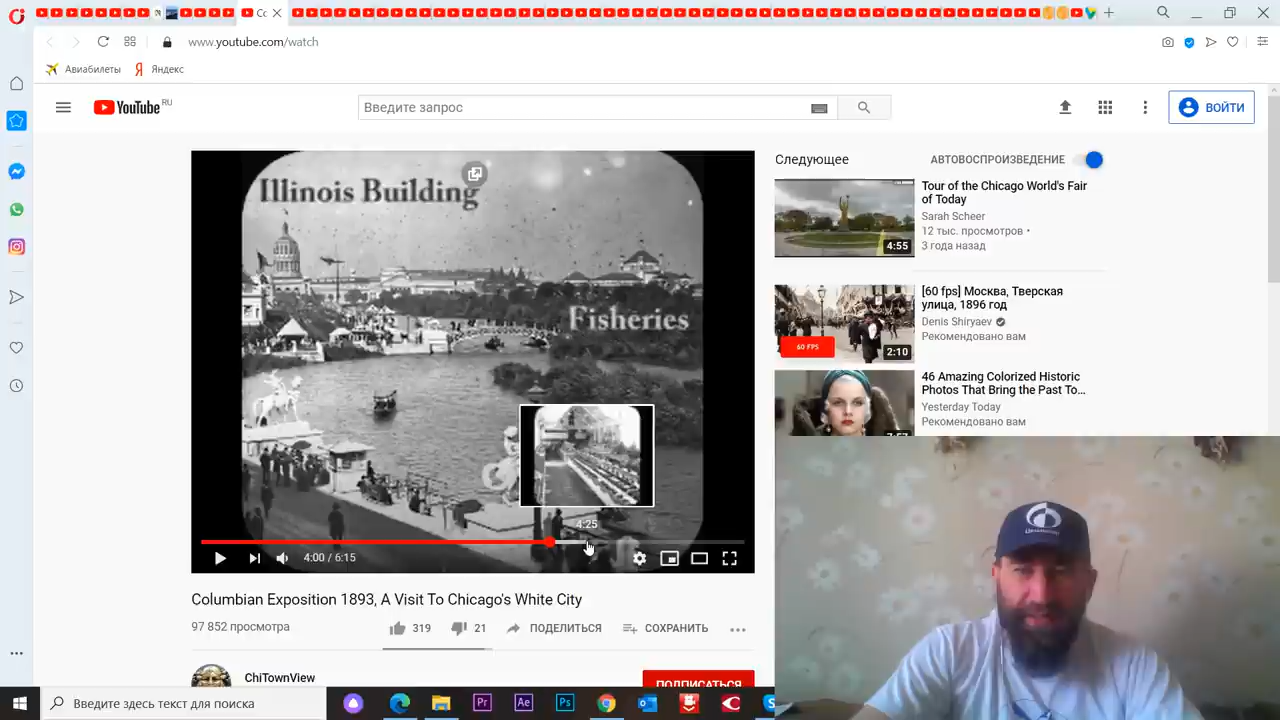 Co
www.youtube.com/watch
Авиабилеты
Яндекс
YouTube RU
Введите запрос
ВОЙТИ
Illinois Building
Fisheries
4:25
4:00 / 6:15
Columbian Exposition 1893, A Visit To Chicago's White City
97 852 просмотра
319
21
ПОДЕЛИТЬСЯ
СОХРАНИТЬ
ChiTownView
ПОДПИСАТЬСЯ
Следующее
АВТОВОСПРОИЗВЕДЕНИЕ
4:55
Tour of the Chicago World's Fair
of Today
Sarah Scheer
12 тыс. просмотров •
3 года назад
60 FPS
2:10
[60 fps] Москва, Тверская
улица, 1896 год
Denis Shiryaev
Рекомендовано вам
46 Amazing Colorized Historic
Photos That Bring the Past To…
Yesterday Today
Рекомендовано вам
Введите здесь текст для поиска
Pr
Ae
Ps